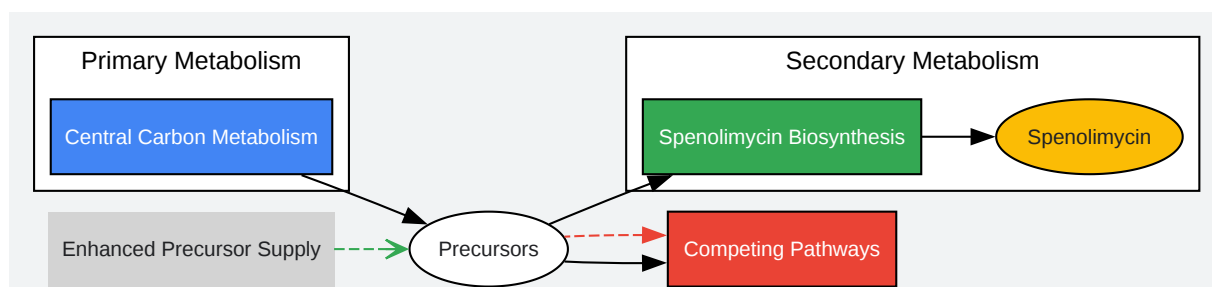 Primary Metabolism
Central Carbon Metabolism
Secondary Metabolism
Spenolimycin Biosynthesis
Spenolimycin
Enhanced Precursor Supply
Precursors
Competing Pathways